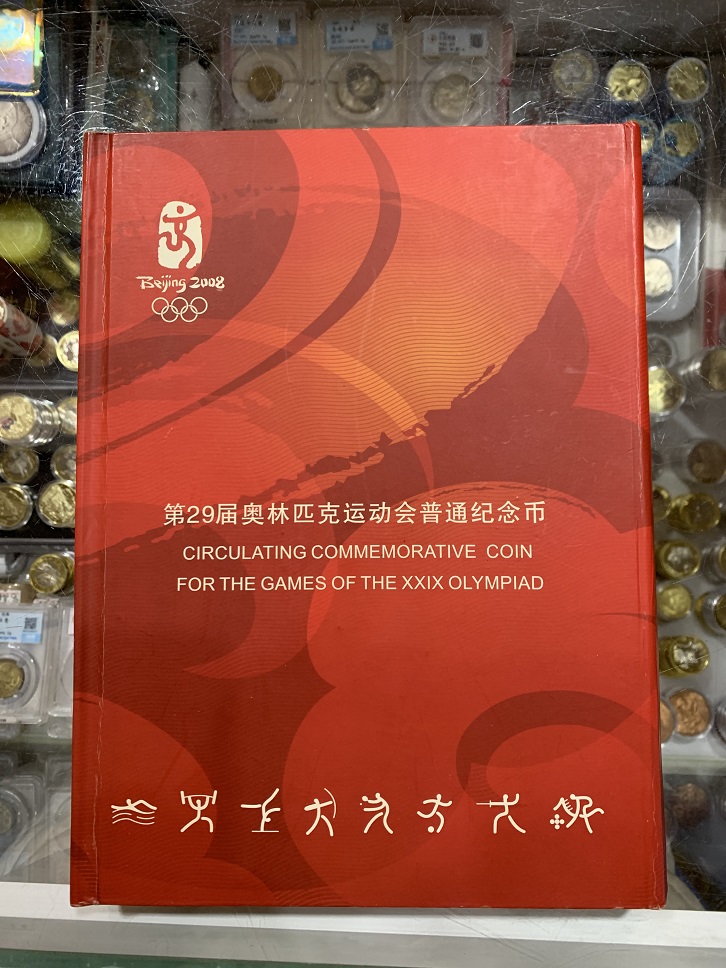 Beijing 2008
第29届奥林匹克运动会普通纪念币
CIRCULATING COMMEMORATIVE COIN
FOR THE GAMES OF THE XXIX OLYMPIAD